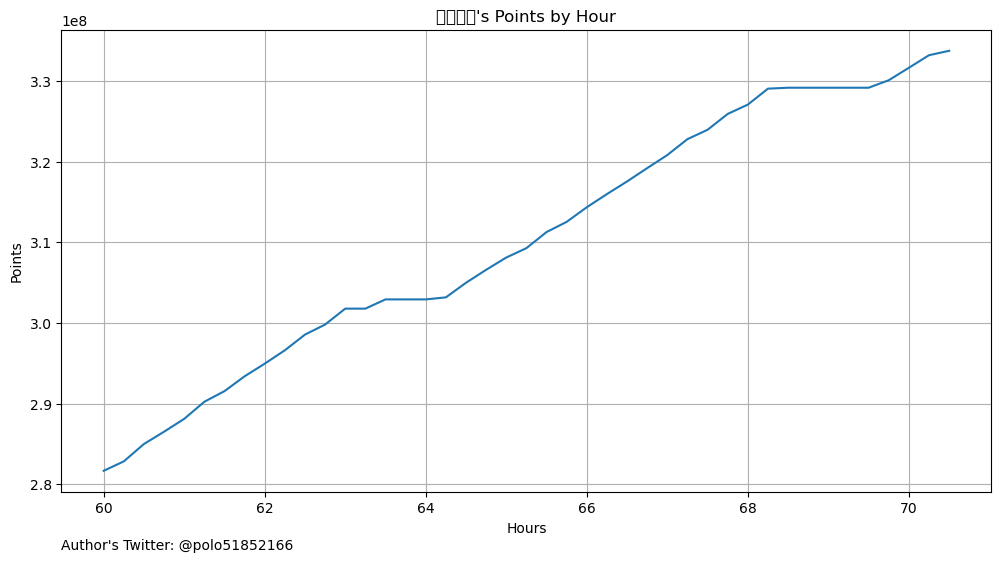 's Points by Hour
1e8
3.3
3.2
3.1
3.0
2.9
2.8
Points
60 62 64 66 68 70
Hours
Author's Twitter: @polo51852166